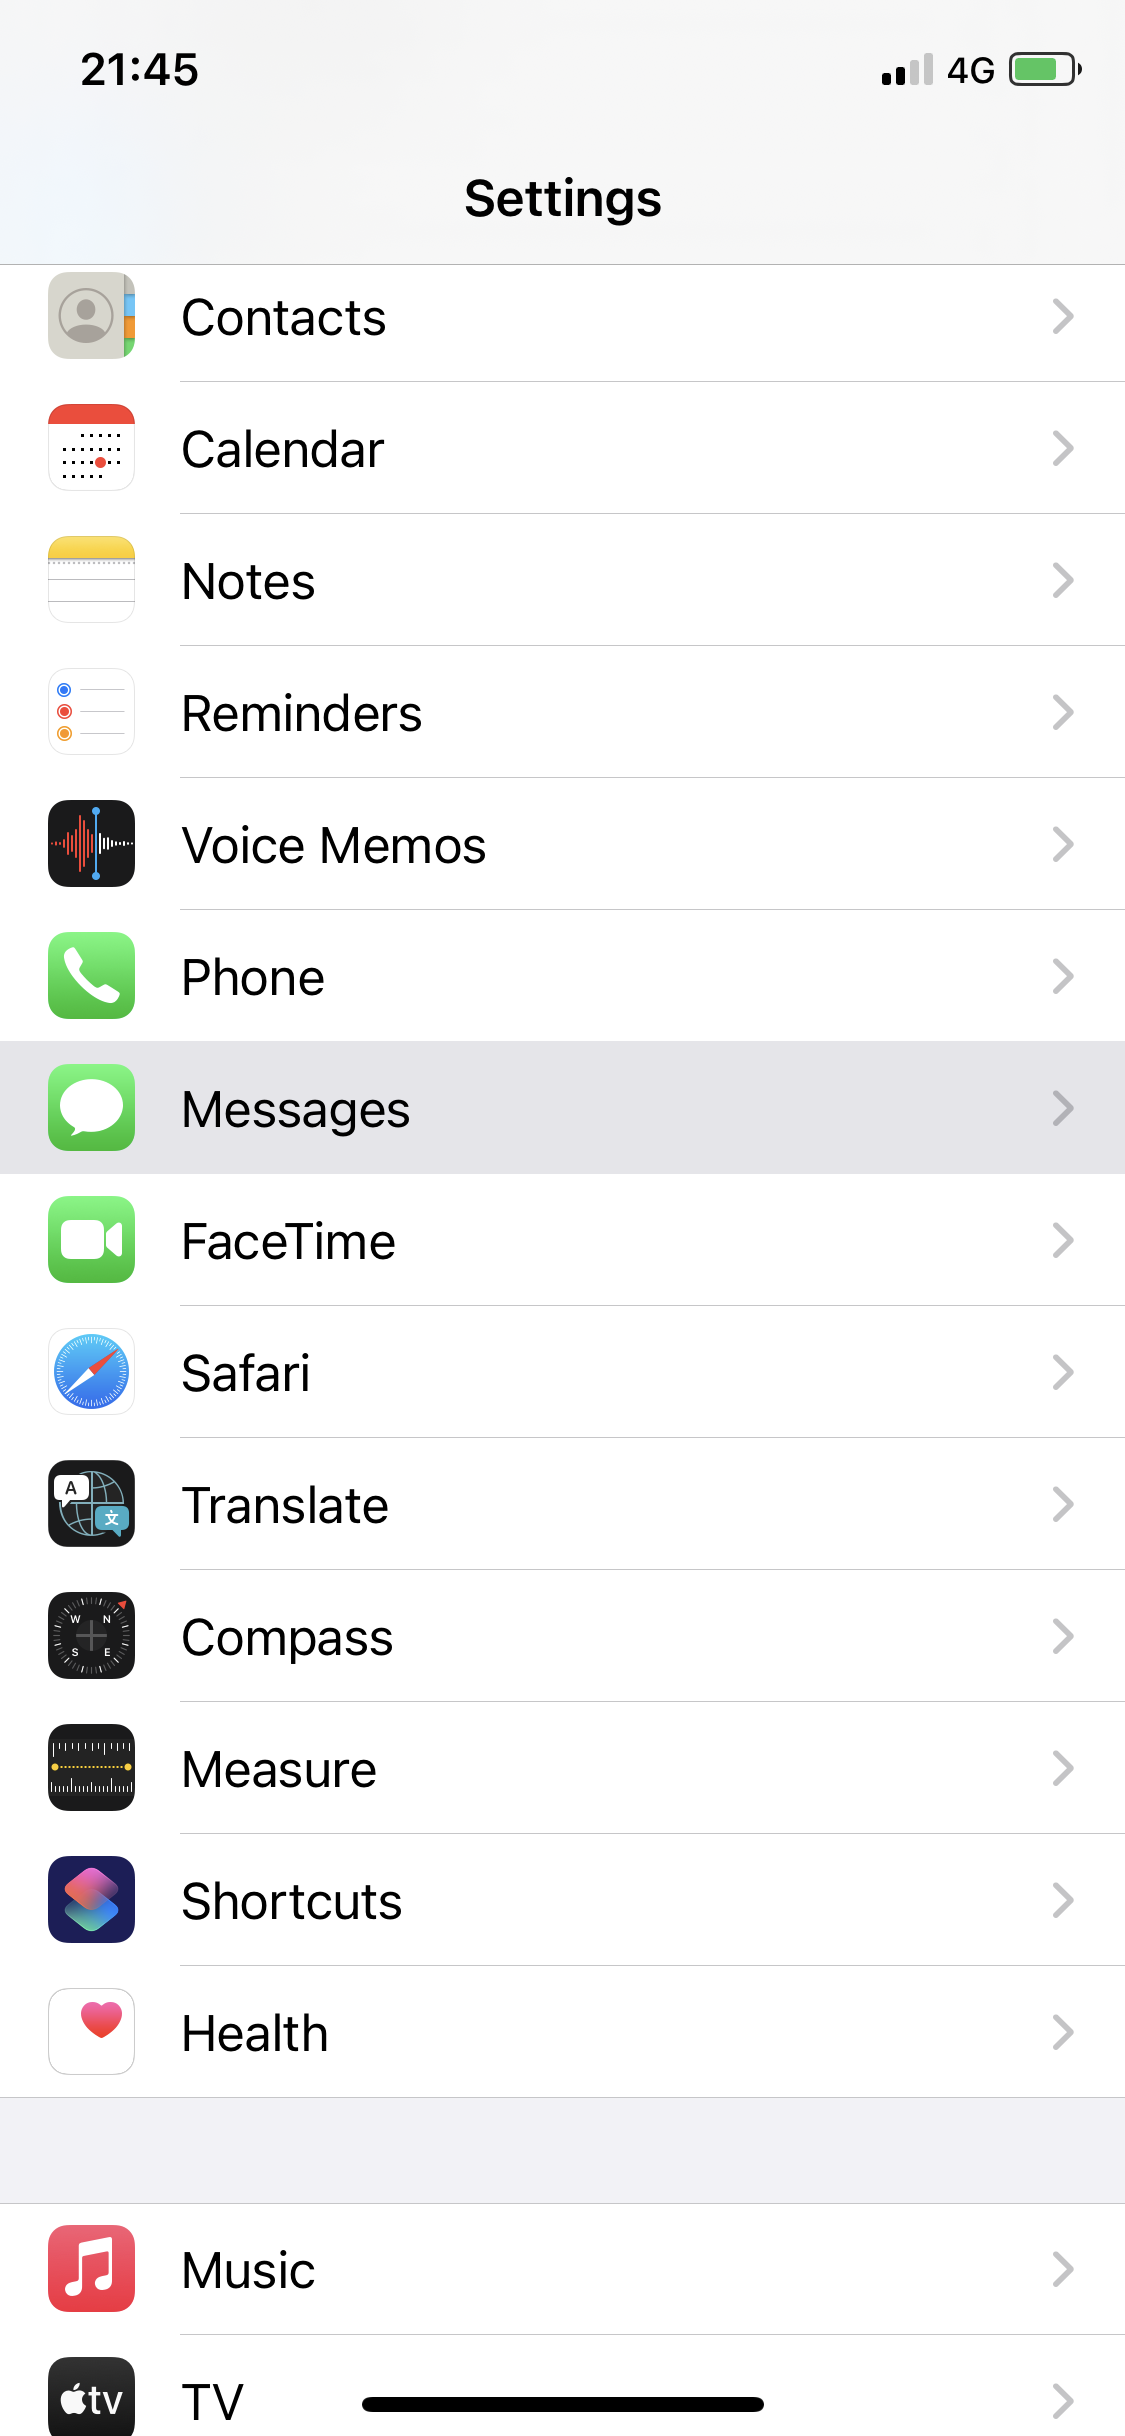 21:45
4G
Settings
Contacts
Calendar
Notes
Reminders
Voice Memos
Phone
Messages
FaceTime
Safari
A
文
Translate
W N
S E
Compass
Measure
Shortcuts
Health
Music
tv
TV